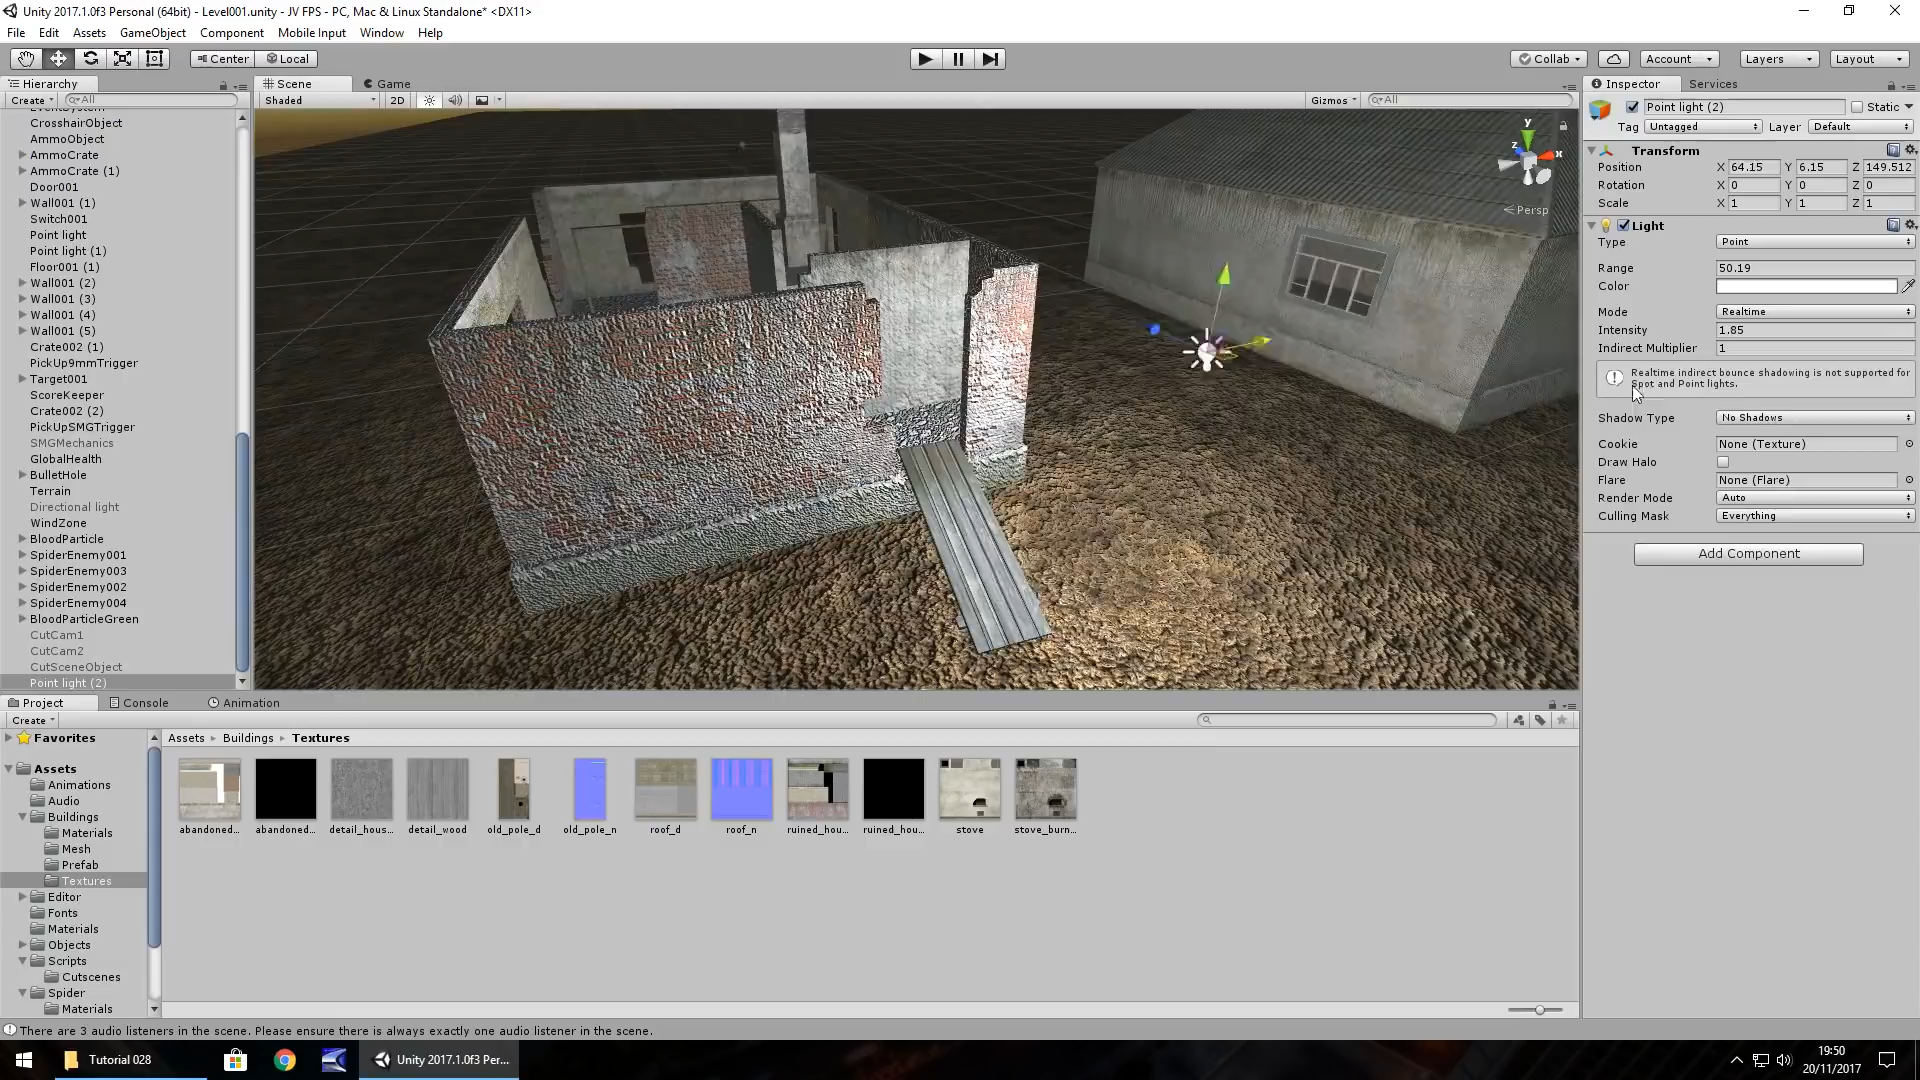 Unity 2017.1.0f3 Personal (64bit) - Level001.unity - JV FPS - PC, Mac & Linux Standalone* <DX11>
File Edit Assets GameObject Component Mobile Input Window Help
Center Local Collab Account Layers Layout
Hierarchy Scene Game Inspector Services
Create All Shaded 2D Gizmos All
EventSystem
CrosshairObject
AmmoObject
AmmoCrate
AmmoCrate (1)
Door001
Wall001 (1)
Switch001
Point light
Point light (1)
Floor001 (1)
Wall001 (2)
Wall001 (3)
Wall001 (4)
Wall001 (5)
Crate002 (1)
PickUp9mmTrigger
Target001
ScoreKeeper
Crate002 (2)
PickUpSMGTrigger
SMGMechanics
GlobalHealth
BulletHole
Terrain
Directional light
WindZone
BloodParticle
SpiderEnemy001
SpiderEnemy003
SpiderEnemy002
SpiderEnemy004
BloodParticleGreen
CutCam1
CutCam2
CutSceneObject
Point light (2)
y
z x
Persp
Point light (2) Static
Tag Untagged Layer Default
Transform
Position X 64.15 Y 6.15 Z 149.512
Rotation X 0 Y 0 Z 0
Scale X 1 Y 1 Z 1
Light
Type Point
Range 50.19
Color
Mode Realtime
Intensity 1.85
Indirect Multiplier 1
Realtime indirect bounce shadowing is not supported for
Spot and Point lights.
Shadow Type No Shadows
Cookie None (Texture)
Draw Halo
Flare None (Flare)
Render Mode Auto
Culling Mask Everything
Add Component
Project Console Animation
Create
Favorites
Assets
Animations
Audio
Buildings
Materials
Mesh
Prefab
Textures
Editor
Fonts
Materials
Objects
Scripts
Cutscenes
Spider
Materials
Assets Buildings Textures
abandoned... abandoned... detail_hous... detail_wood old_pole_d old_pole_n roof_d roof_n ruined_hou... ruined_hou... stove stove_burn...
There are 3 audio listeners in the scene. Please ensure there is always exactly one audio listener in the scene.
Tutorial 028 Unity 2017.1.0f3 Per...
19:50
20/11/2017